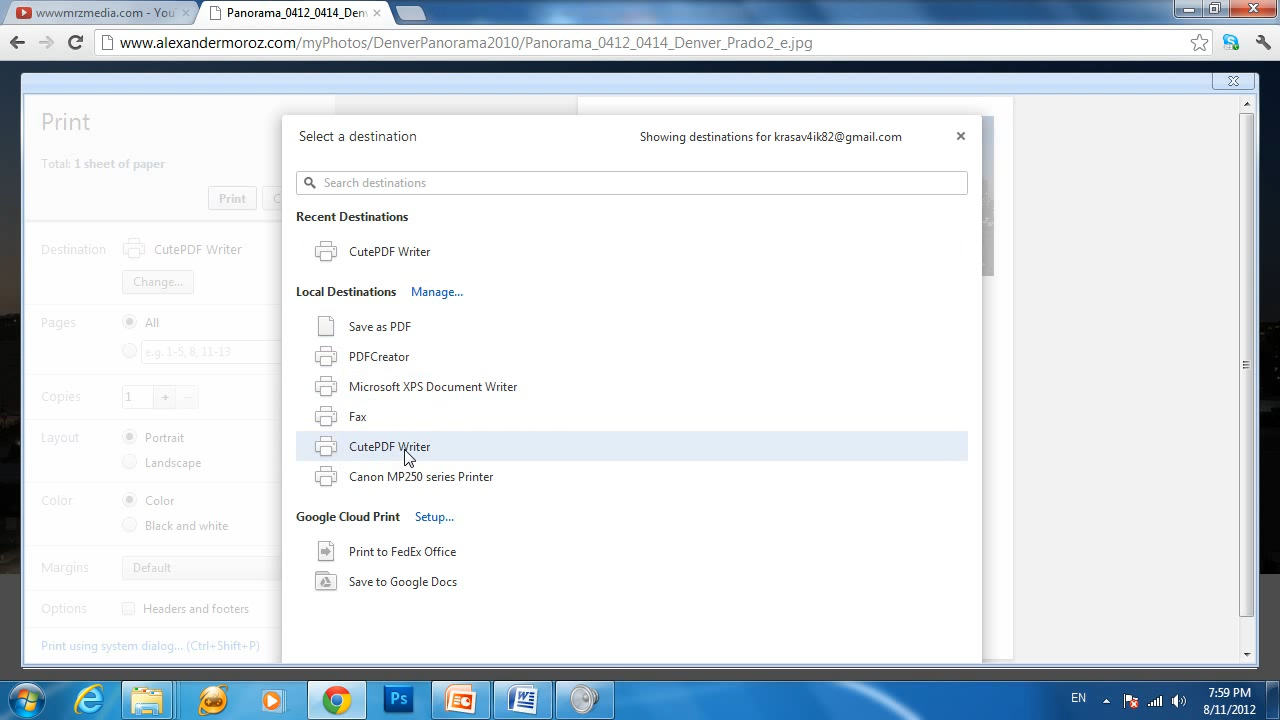 wwwmrzmedia.com - You
Panorama_0412_0414_Den
www.alexandermoroz.com/myPhotos/DenverPanorama2010/Panorama_0412_0414_Denver_Prado2_e.jpg
Print
Total: 1 sheet of paper
Print
C
Destination
CutePDF Writer
Change...
Pages
All
e.g. 1-5, 8, 11-13
Copies
1
+
-
Layout
Portrait
Landscape
Color
Color
Black and white
Margins
Default
Options
Headers and footers
Print using system dialog... (Ctrl+Shift+P)
Select a destination
Showing destinations for krasav4ik82@gmail.com
Search destinations
Recent Destinations
CutePDF Writer
Local Destinations Manage...
Save as PDF
PDFCreator
Microsoft XPS Document Writer
Fax
CutePDF Writer
Canon MP250 series Printer
Google Cloud Print Setup...
Print to FedEx Office
Save to Google Docs
Ps
EN
7:59 PM
8/11/2012